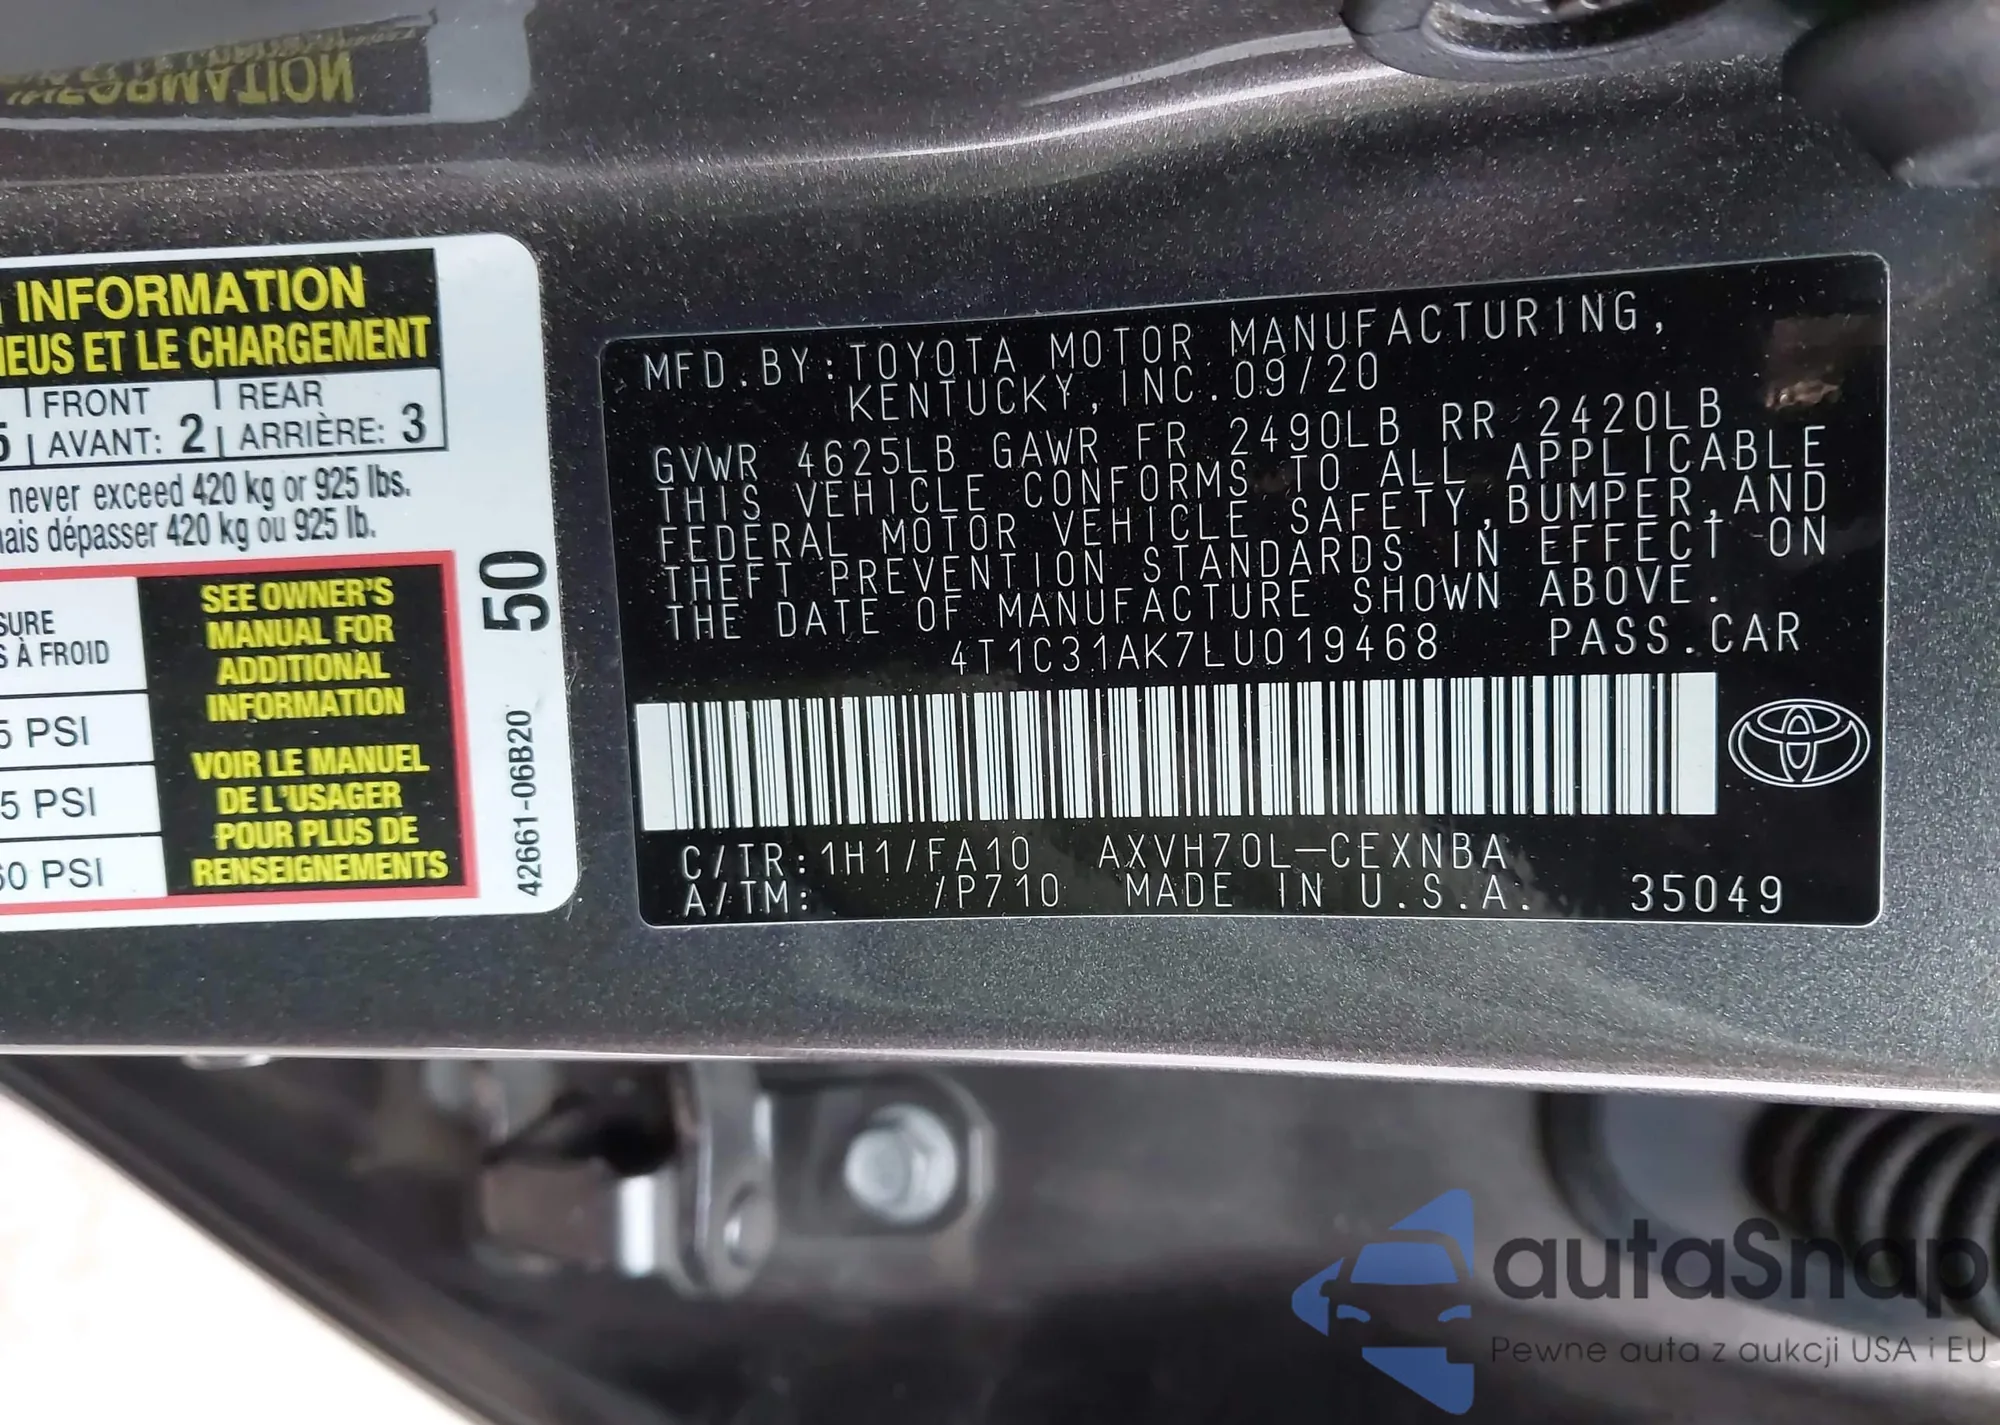 INFORMATION
INFORMATION
NEUS ET LE CHARGEMENT
FRONT
AVANT: 2
REAR
ARRIÈRE: 3
never exceed 420 kg or 925 lbs.
mais dépasser 420 kg ou 925 lb.
SURE
S À FROID
5 PSI
5 PSI
60 PSI
SEE OWNER'S
MANUAL FOR
ADDITIONAL
INFORMATION
VOIR LE MANUEL
DE L'USAGER
POUR PLUS DE
RENSEIGNEMENTS
50
42661-06B20
MFD.BY:TOYOTA MOTOR MANUFACTURING,
KENTUCKY, INC.09/20
GVWR 4625LB GAWR FR 2490LB RR 2420LB
THIS VEHICLE CONFORMS TO ALL APPLICABLE
FEDERAL MOTOR VEHICLE SAFETY,BUMPER,AND
THEFT PREVENTION STANDARDS IN EFFECT ON
THE DATE OF MANUFACTURE SHOWN ABOVE.
4T1C31AK7LU019468 PASS.CAR
C/TR:1H1/FA10 AXVH70L-CEXNBA
A/TM: /P710 MADE IN U.S.A. 35049
autaSnap
Pewne auta z aukcji USA i EU